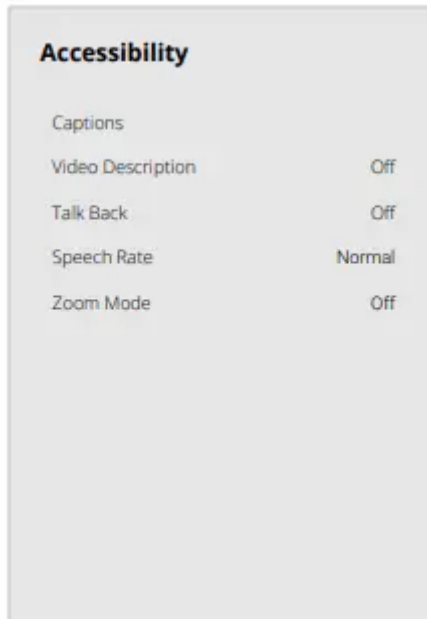 Accessibility
Captions
Video Description Off
Talk Back Off
Speech Rate Normal
Zoom Mode Off